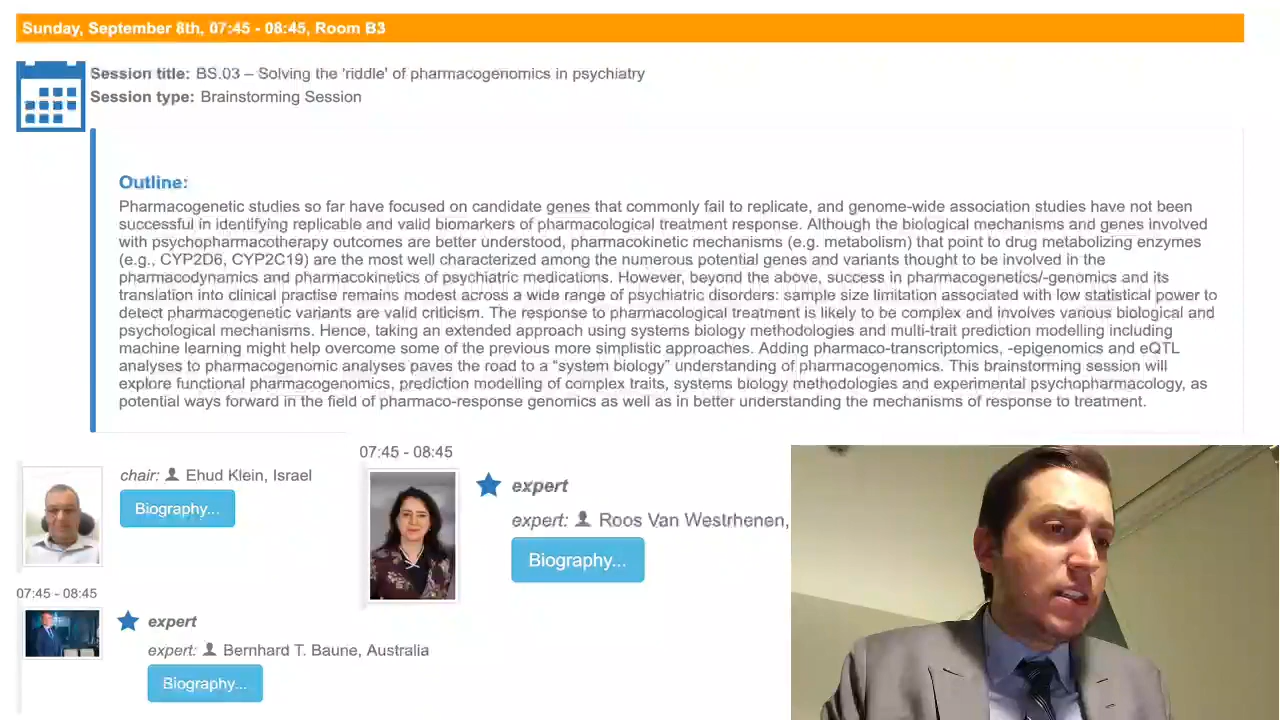 Sunday, September 8th, 07:45 - 08:45, Room B3
Session title: BS.03 – Solving the 'riddle' of pharmacogenomics in psychiatry
Session type: Brainstorming Session
Outline:
Pharmacogenetic studies so far have focused on candidate genes that commonly fail to replicate, and genome-wide association studies have not been
successful in identifying replicable and valid biomarkers of pharmacological treatment response. Although the biological mechanisms and genes involved
with psychopharmacotherapy outcomes are better understood, pharmacokinetic mechanisms (e.g. metabolism) that point to drug metabolizing enzymes
(e.g., CYP2D6, CYP2C19) are the most well characterized among the numerous potential genes and variants thought to be involved in the
pharmacodynamics and pharmacokinetics of psychiatric medications. However, beyond the above, success in pharmacogenetics/-genomics and its
translation into clinical practise remains modest across a wide range of psychiatric disorders: sample size limitation associated with low statistical power to
detect pharmacogenetic variants are valid criticism. The response to pharmacological treatment is likely to be complex and involves various biological and
psychological mechanisms. Hence, taking an extended approach using systems biology methodologies and multi-trait prediction modelling including
machine learning might help overcome some of the previous more simplistic approaches. Adding pharmaco-transcriptomics, -epigenomics and eQTL
analyses to pharmacogenomic analyses paves the road to a “system biology” understanding of pharmacogenomics. This brainstorming session will
explore functional pharmacogenomics, prediction modelling of complex traits, systems biology methodologies and experimental psychopharmacology, as
potential ways forward in the field of pharmaco-response genomics as well as in better understanding the mechanisms of response to treatment.
chair: Ehud Klein, Israel
Biography...
07:45 - 08:45
expert
expert: Roos Van Westrhenen,
Biography...
07:45 - 08:45
expert
expert: Bernhard T. Baune, Australia
Biography...